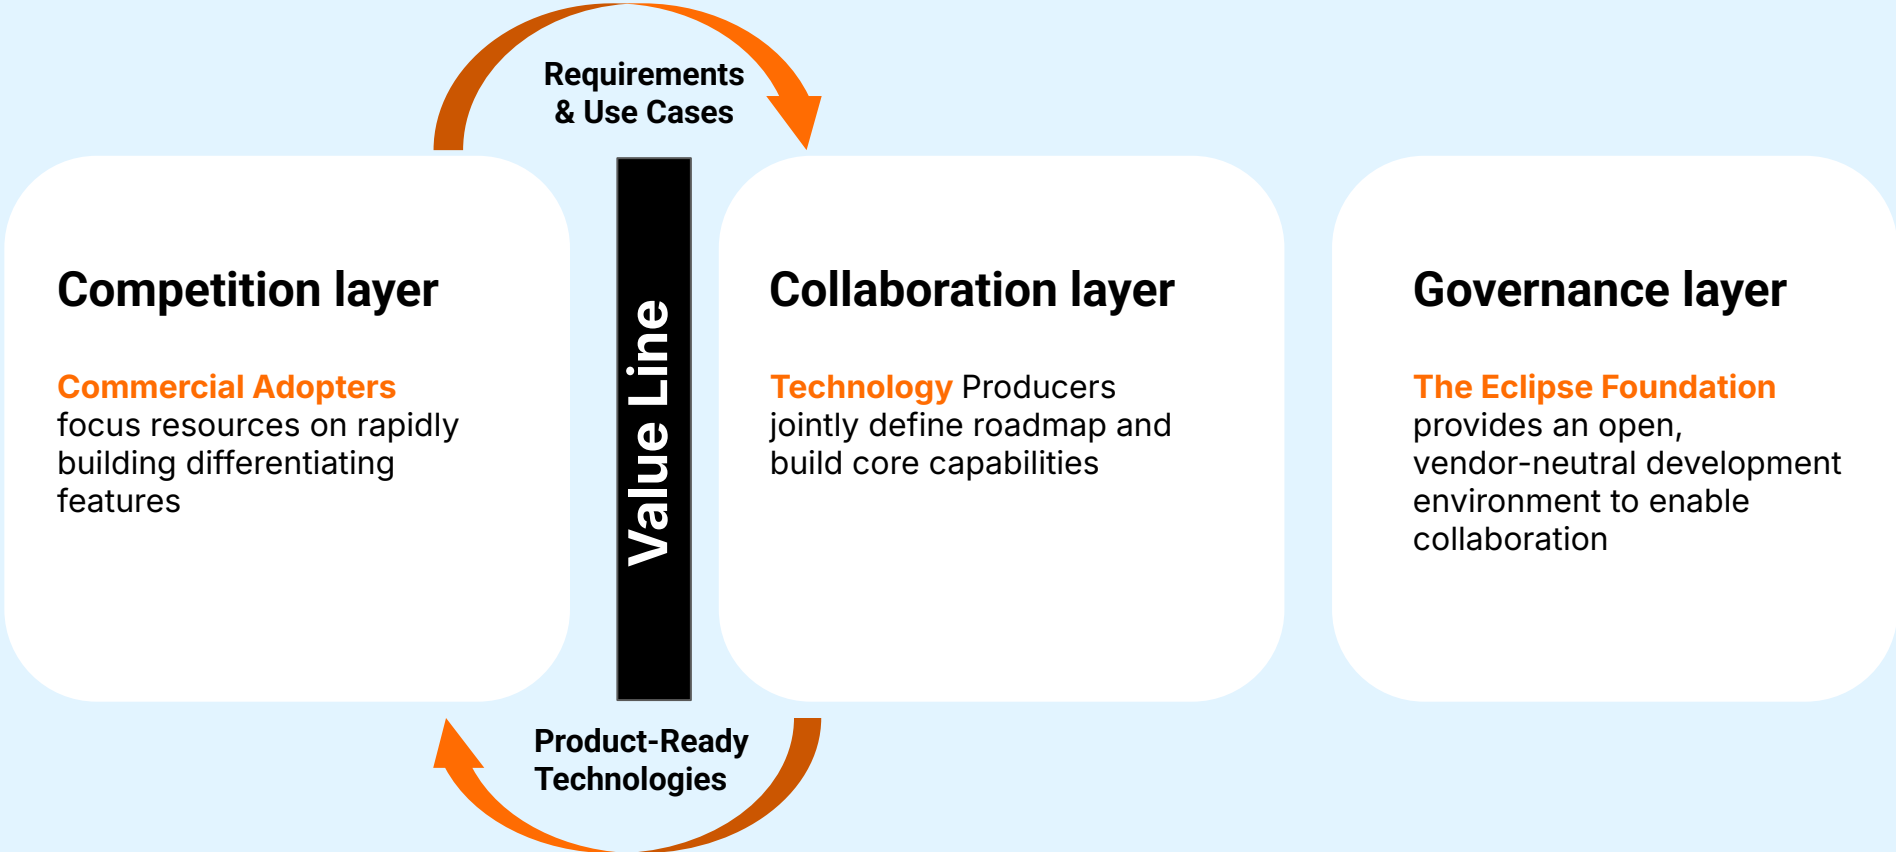 Requirements
& Use Cases
Competition layer
Commercial Adopters
focus resources on rapidly
building differentiating
features
Value Line
Collaboration layer
Technology Producers
jointly define roadmap and
build core capabilities
Governance layer
The Eclipse Foundation
provides an open,
vendor-neutral development
environment to enable
collaboration
Product-Ready
Technologies